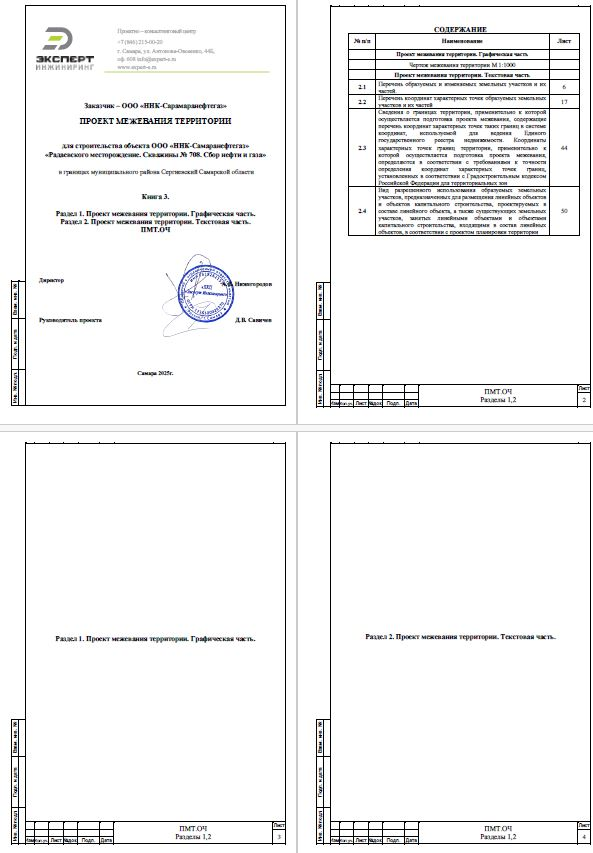 ЭКСПЕРТ
ИНЖИНИРИНГ
Проектно – консалтинговый центр
+7 (846) 215-00-20
г. Самара, ул. Антонова-Овсеенко, 44Б,
оф. 608 info@expert-e.ru
www.expert-e.ru
Заказчик – ООО «ННК-Самаранефтегаз»
ПРОЕКТ МЕЖЕВАНИЯ ТЕРРИТОРИИ
для строительства объекта ООО «ННК-Самаранефтегаз»
«Радаевского месторождение. Скважины № 708. Сбор нефти и газа»
в границах муниципального района Сергиевский Самарской области
Книга 3.
Раздел 1. Проект межевания территории. Графическая часть.
Раздел 2. Проект межевания территории. Текстовая часть.
ПМТ.ОЧ
Директор
Нижегородов
Руководитель проекта
Д.В. Савичев
Самара 2025г.
Взам. инв. №
Подп. и дата
Инв. № подл.
СОДЕРЖАНИЕ
№ п/п Наименование Лист
Проект межевания территории. Графическая часть
Чертеж межевания территории М 1:1000
Проект межевания территории. Текстовая часть
2.1 Перечень образуемых и изменяемых земельных участков и их 6
частей
2.2 Перечень координат характерных точек образуемых земельных 17
участков и их частей
Сведения о границах территории, применительно к которой
осуществляется подготовка проекта межевания, содержащие
перечень координат характерных точек таких границ в системе
координат, используемой для ведения Единого
государственного реестра недвижимости. Координаты
2.3 характерных точек границ территории, применительно к 44
которой осуществляется подготовка проекта межевания,
определяются в соответствии с требованиями к точности
определения координат характерных точек границ,
установленных в соответствии с Градостроительным кодексом
Российской Федерации для территориальных зон
Вид разрешенного использования образуемых земельных
участков, предназначенных для размещения линейных объектов
и объектов капитального строительства, проектируемых в
2.4 составе линейного объекта, а также существующих земельных 50
участков, занятых линейными объектами и объектами
капитального строительства, входящими в состав линейных
объектов, в соответствии с проектом планировки территории
Взам. инв. №
Подп. и дата
Инв. № подл.
Изм Кол.уч. Лист №док. Подп. Дата
ПМТ.ОЧ
Разделы 1,2
Лист
2
Раздел 1. Проект межевания территории. Графическая часть.
Взам. инв. №
Подп. и дата
Инв. № подл.
Изм Кол.уч. Лист №док. Подп. Дата
ПМТ.ОЧ
Разделы 1,2
Лист
3
Раздел 2. Проект межевания территории. Текстовая часть.
Взам. инв. №
Подп. и дата
Инв. № подл.
Изм Кол.уч. Лист №док. Подп. Дата
ПМТ.ОЧ
Разделы 1,2
Лист
4